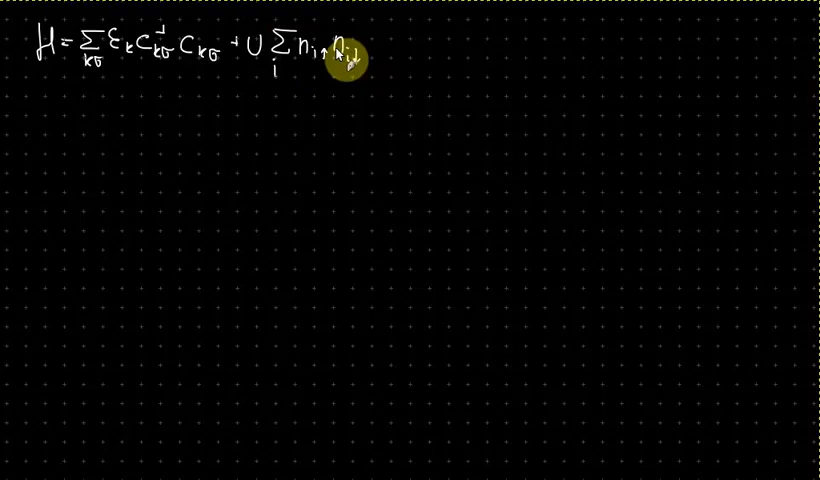 H = ∑_{kσ} ε_k c†_{kσ} c_{kσ} + U ∑_i n_{i↑} n_{i↓}